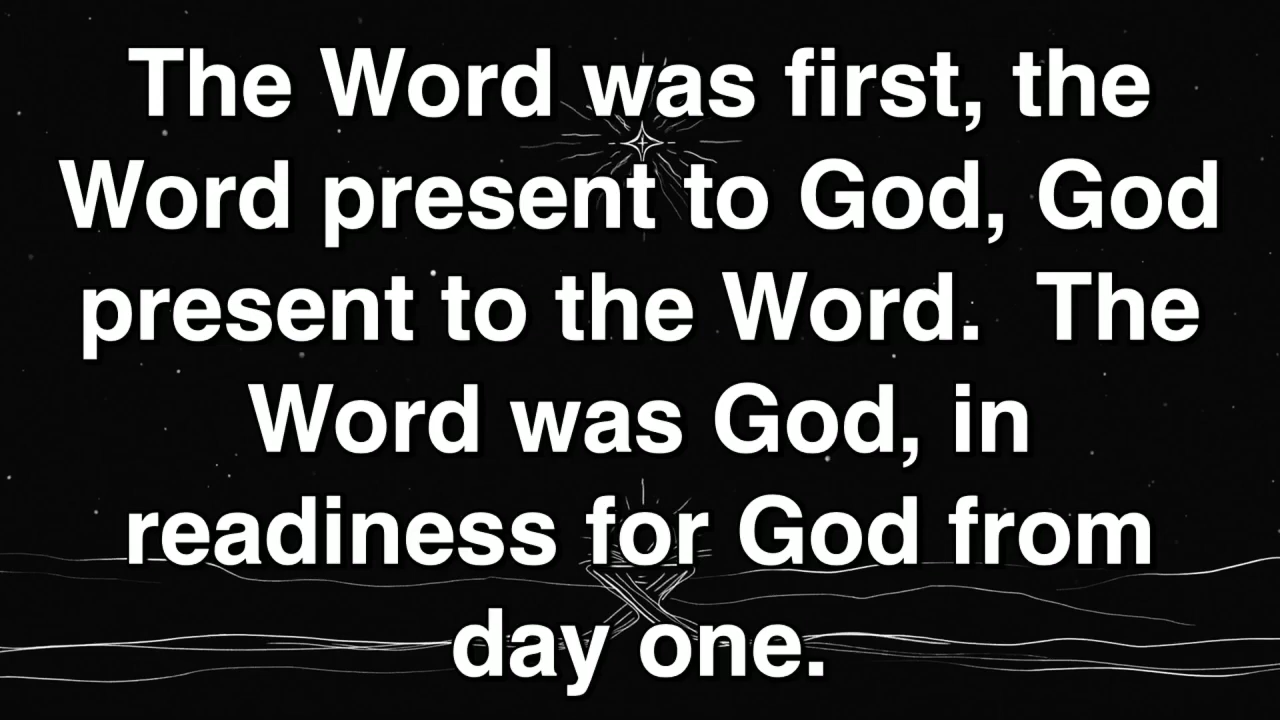 The Word was first, the
Word present to God, God
present to the Word.  The
Word was God, in
readiness for God from
day one.